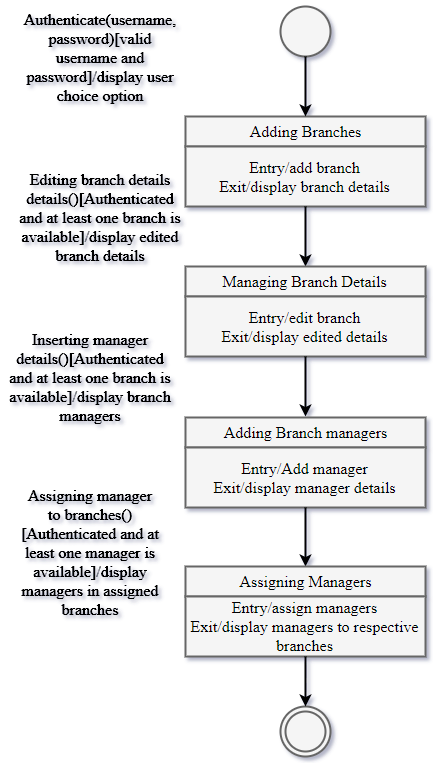 Authenticate(username,
password)[valid
username and
password]/display user
choice option
Adding Branches
Entry/add branch
Exit/display branch details
Editing branch details
details()[Authenticated
and at least one branch is
available]/display edited
branch details
Managing Branch Details
Entry/edit branch
Exit/display edited details
Inserting manager
details()[Authenticated
and at least one branch is
available]/display branch
managers
Adding Branch managers
Entry/Add manager
Exit/display manager details
Assigning manager
to branches()
[Authenticated and at
least one manager is
available]/display
managers in assigned
branches
Assigning Managers
Entry/assign managers
Exit/display managers to respective
branches